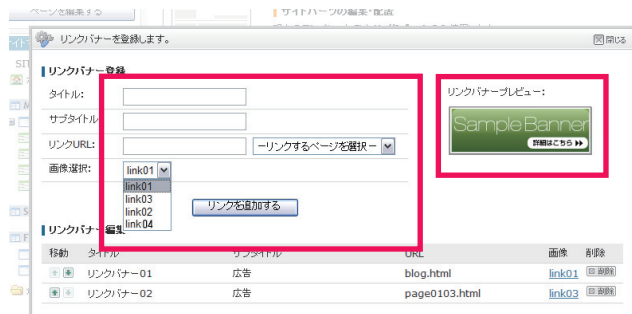 ページを編集する
サイトパーツの編集・配置
リンクバナーを登録します。
閉じる
リンクバナー登録
タイトル:
サブタイトル:
リンクURL:
ーリンクするページを選択ー
画像選択:
link01
link01
link03
link02
link04
リンクを追加する
リンクバナープレビュー:
Sample Banner
詳細はこちら
リンクバナー編集
移動 タイトル サブタイトル URL 画像 削除
リンクバナー01 広告 blog.html link01 削除
リンクバナー02 広告 page0103.html link03 削除